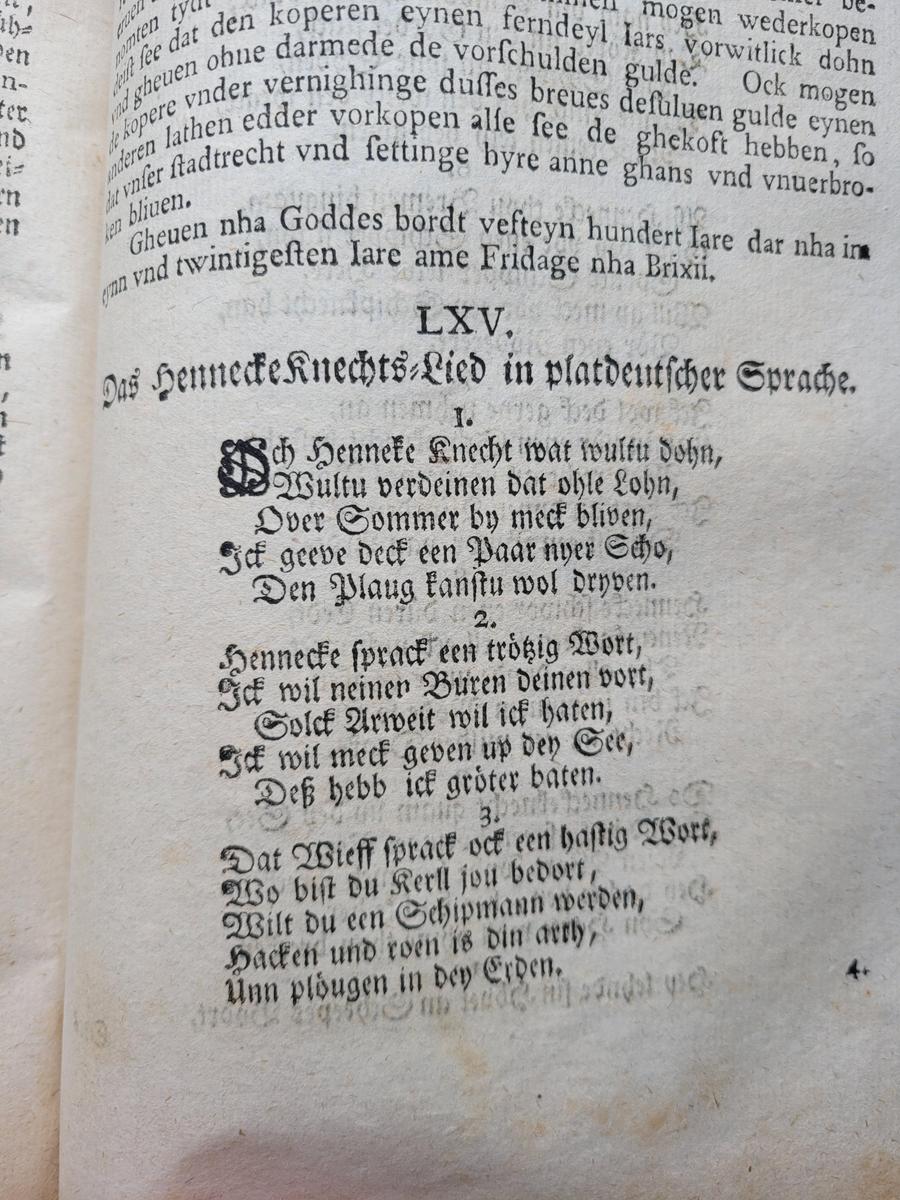 mogen wederkopen
nomten tydt
deist see dat den koperen eynen ferndeyl Iars vorwitlick dohn
vnd gheuen ohne darmede de vorschulden gulde. Ock mogen
de kopere vnder vernighinge dusses breues desuluen gulde eynen
anderen lathen edder vorkopen alse see de ghekoft hebben, so
dat vnser stadtrecht vnd settinge hyre anne ghans vnd vnuerbro-
ken bliuen.
Gheuen nha Goddes bordt vefteyn hundert Iare dar nha im
eynn vnd twintigesten Iare ame Fridage nha Brixii.
LXV.
Das Hennecke Knechts-Lied in platdeutscher Sprache.
1.
Och Henneke Knecht wat wultu dohn,
Wultu verdeinen dat ohle Lohn,
Over Sommer by meck bliven,
Ick geeve deck een Paar nyer Scho,
Den Plaug kanstu wol dryven.
2.
Hennecke sprack een trötzig Wort,
Ick wil neinen Buren deinen vort,
Solck Arweit wil ick haten,
Ick wil meck geven up dey See,
Deß hebb ick gröter baten.
3.
Dat Wieff sprack ock een hastig Wort,
Wo bist du Kerll jou bedort,
Wilt du een Schipmann werden,
Hacken und roen is din arth,
Unn plöugen in dey Erden.
4.